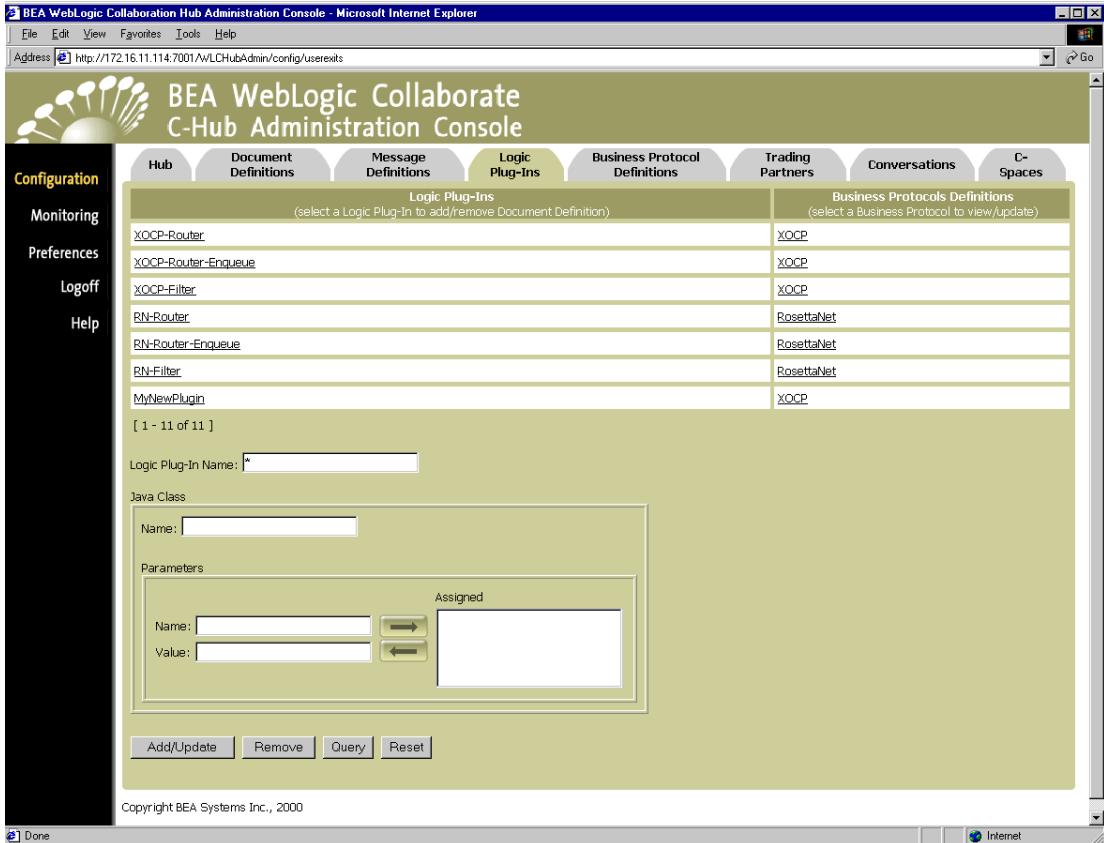 BEA WebLogic Collaboration Hub Administration Console - Microsoft Internet Explorer
File Edit View Favorites Tools Help
Address http://172.16.11.114:7001/WLCHubAdmin/config/userexits Go
BEA WebLogic Collaborate
C-Hub Administration Console
Configuration
Monitoring
Preferences
Logoff
Help
Hub Document Definitions Message Definitions Logic Plug-Ins Business Protocol Definitions Trading Partners Conversations C-Spaces
Logic Plug-Ins Business Protocols Definitions
(select a Logic Plug-In to add/remove Document Definition) (select a Business Protocol to view/update)
XOCP-Router XOCP
XOCP-Router-Enqueue XOCP
XOCP-Filter XOCP
RN-Router RosettaNet
RN-Router-Enqueue RosettaNet
RN-Filter RosettaNet
MyNewPlugin XOCP
[ 1 - 11 of 11 ]
Logic Plug-In Name: *
Java Class
Name:
Parameters
Assigned
Name:
Value:
Add/Update Remove Query Reset
Copyright BEA Systems Inc., 2000
Done Internet